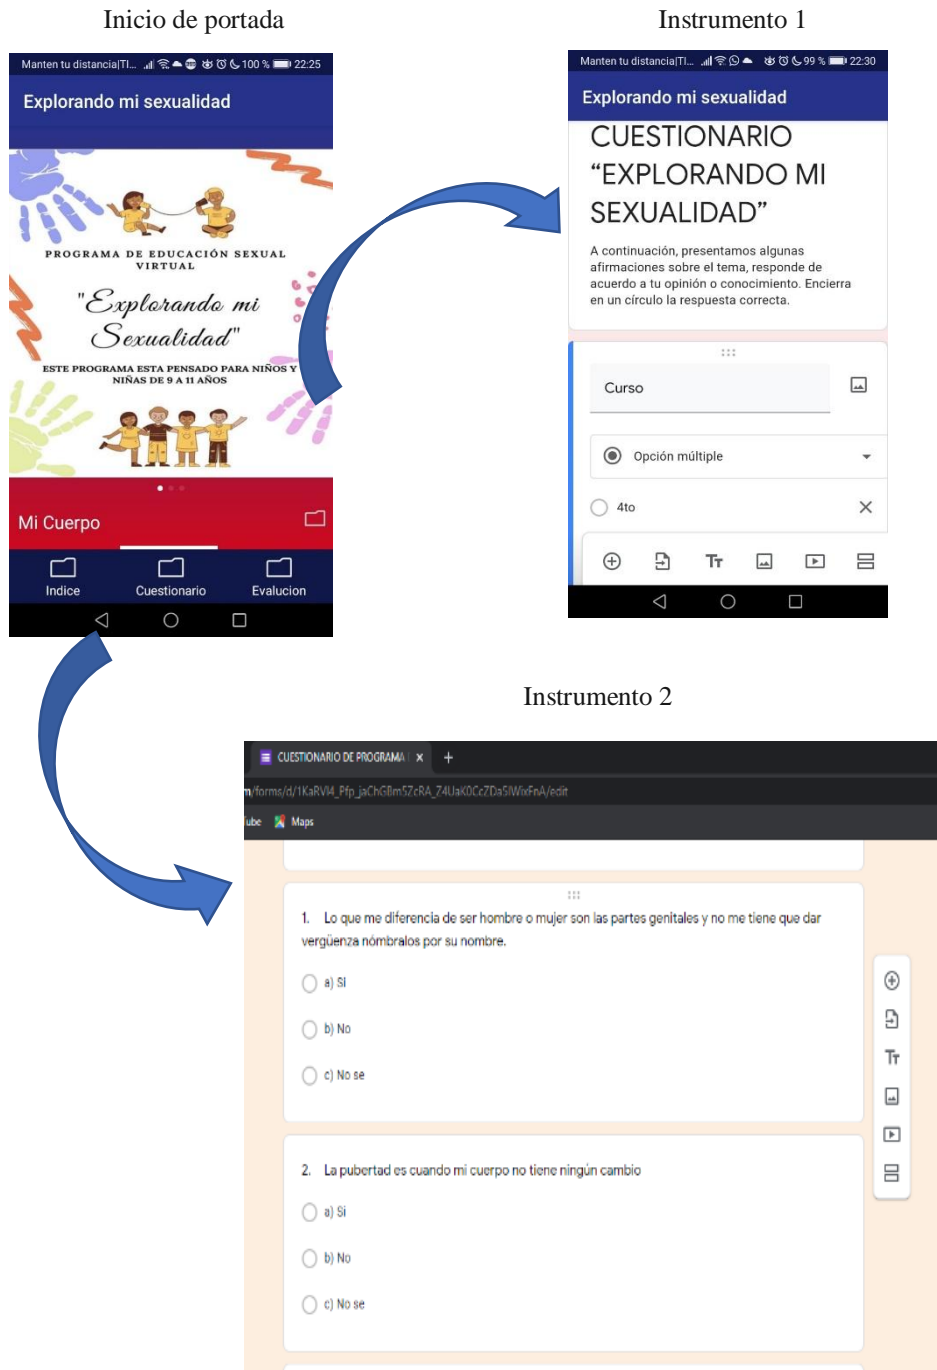 Inicio de portada
Manten tu distancia|TI... 100 % 22:25
Explorando mi sexualidad
PROGRAMA DE EDUCACIÓN SEXUAL
VIRTUAL
"Explorando mi
Sexualidad"
ESTE PROGRAMA ESTA PENSADO PARA NIÑOS Y
NIÑAS DE 9 A 11 AÑOS
Mi Cuerpo
Indice
Cuestionario
Evalucion
Instrumento 1
Manten tu distancia|TI... 99 % 22:30
Explorando mi sexualidad
CUESTIONARIO
“EXPLORANDO MI
SEXUALIDAD”
A continuación, presentamos algunas
afirmaciones sobre el tema, responde de
acuerdo a tu opinión o conocimiento. Encierra
en un círculo la respuesta correcta.
Curso
Opción múltiple
4to
Tт
Instrumento 2
CUESTIONARIO DE PROGRAMA
ube Maps
1. Lo que me diferencia de ser hombre o mujer son las partes genitales y no me tiene que dar
vergüenza nómbralos por su nombre.
a) Si
b) No
c) No se
Tт
2. La pubertad es cuando mi cuerpo no tiene ningún cambio
a) Si
b) No
c) No se